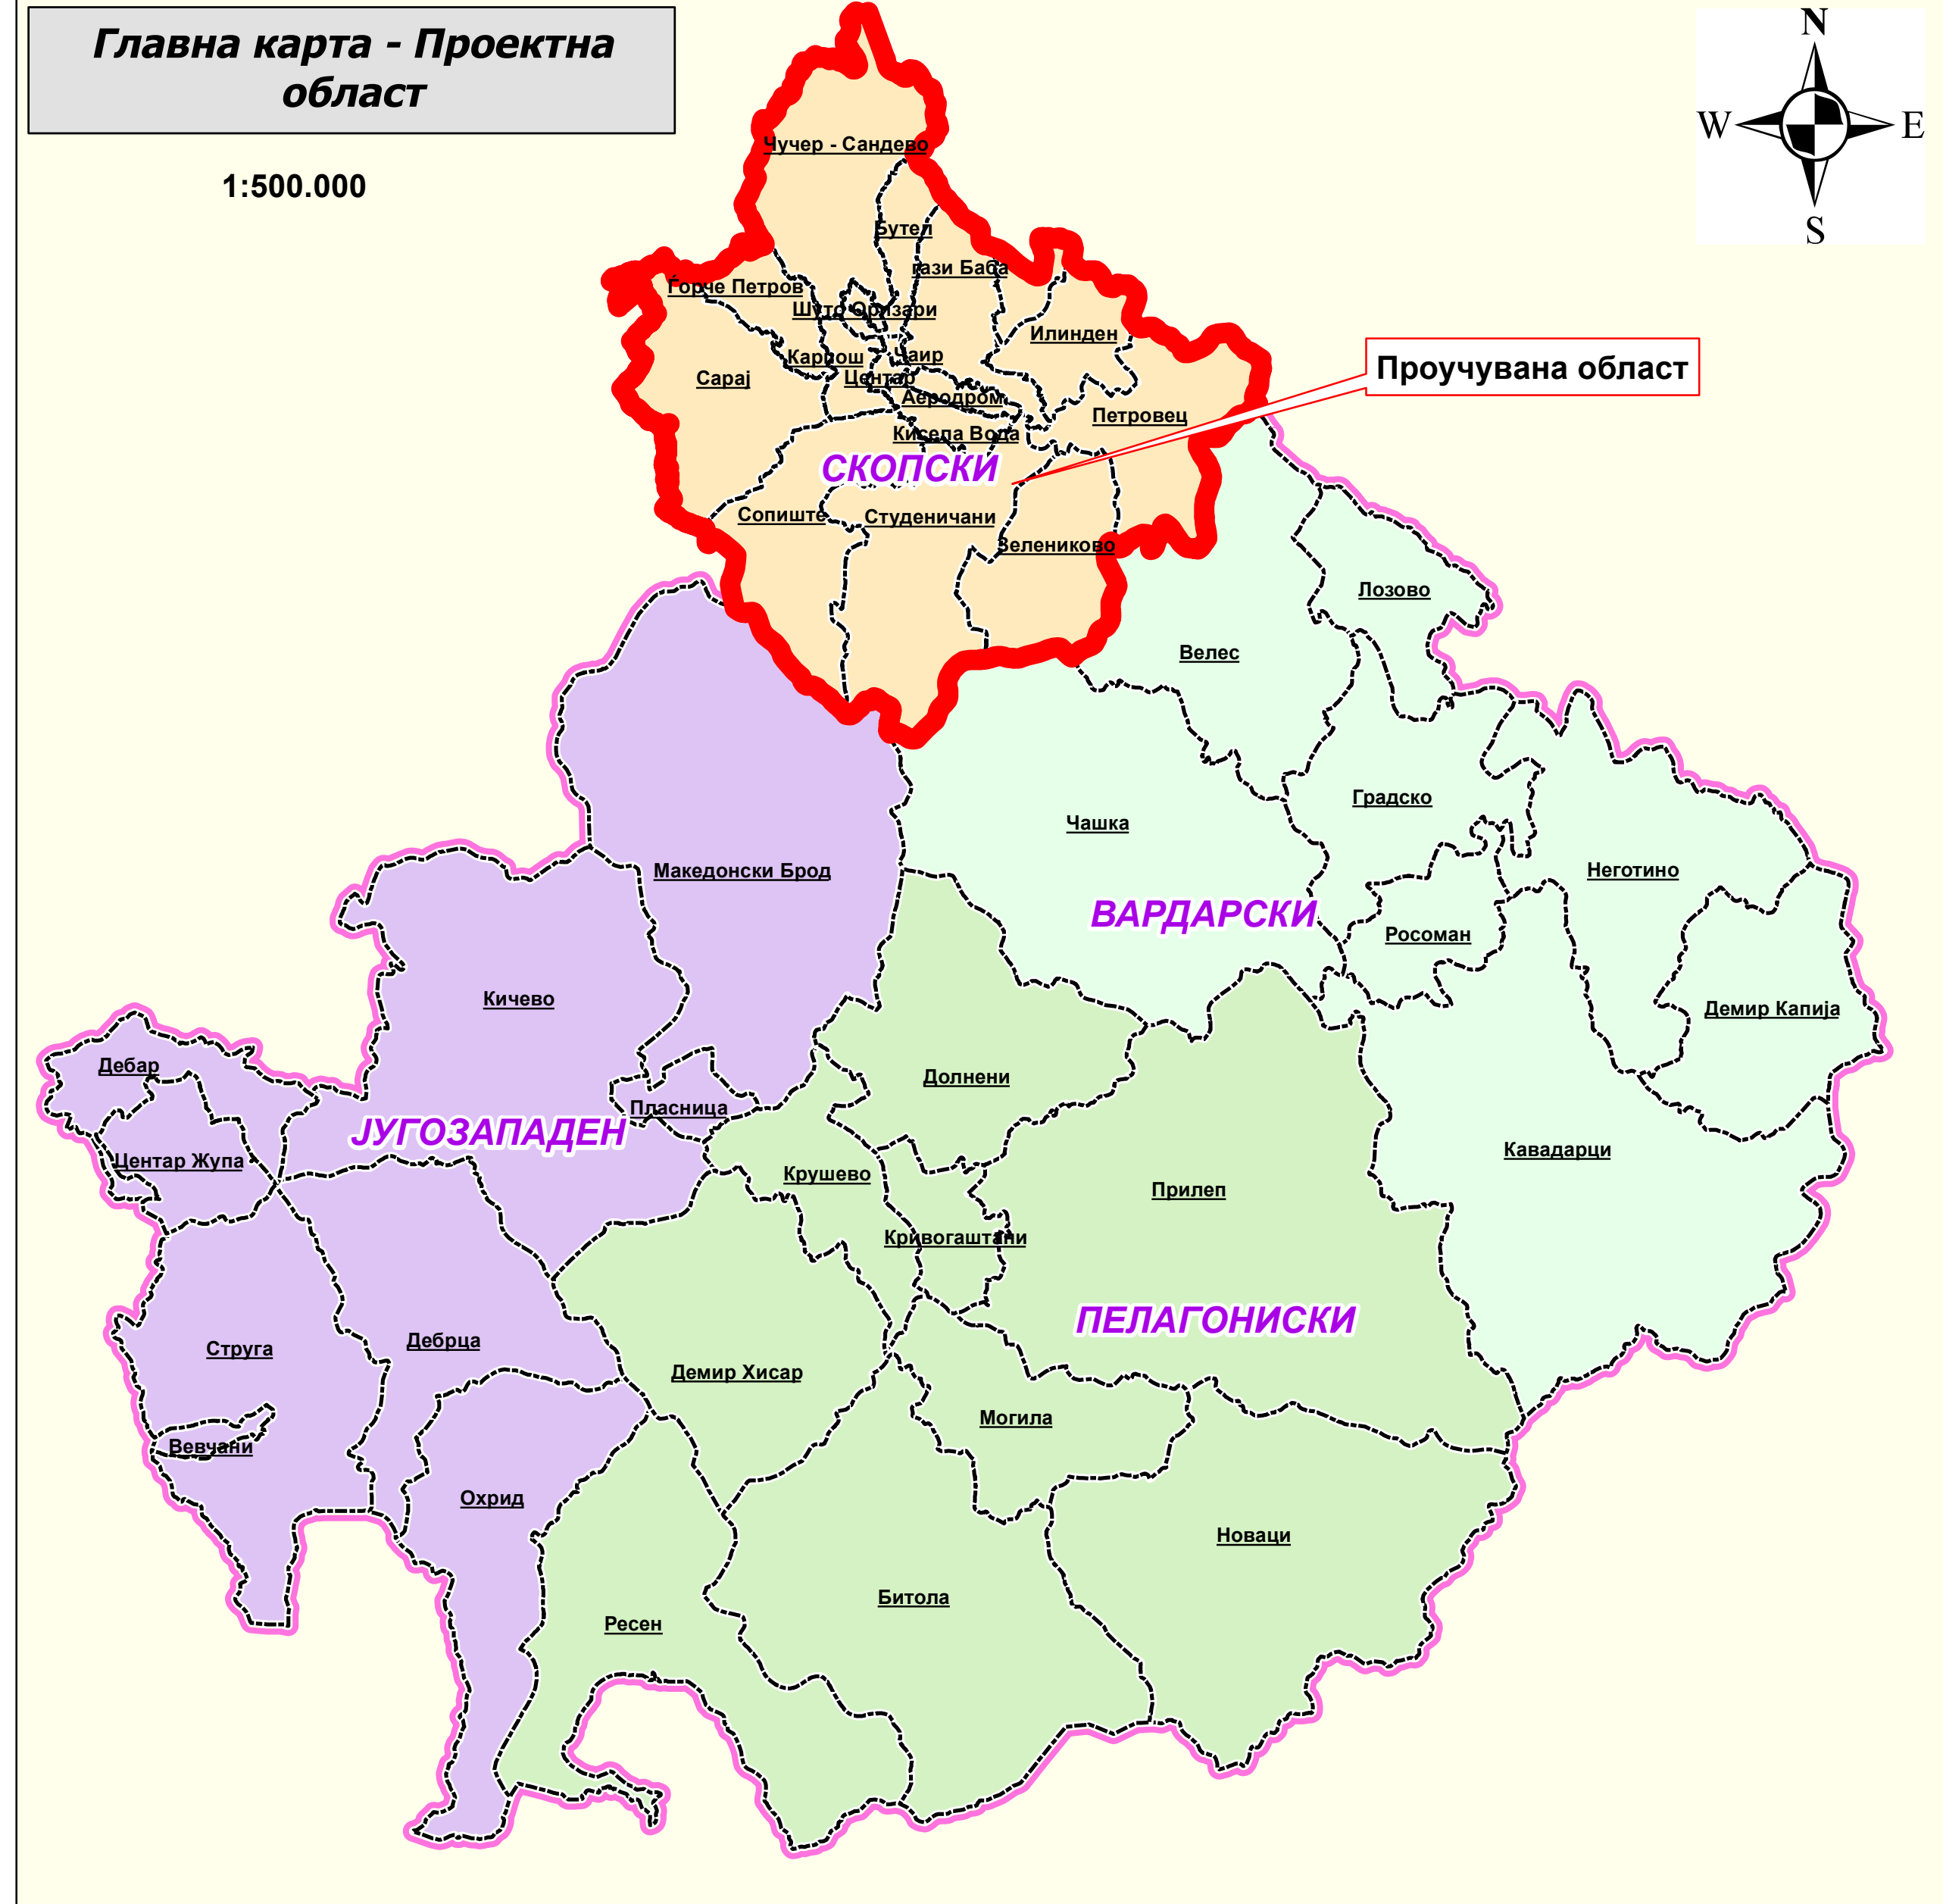 Главна карта - Проектна
област
1:500.000
N
W
E
S
Чучер - Сандево
Бутел
гази Баба
Ѓорче Петров
Шуто Оризари
Илинден
Карпош
Чаир
Сарај
Центар
Аеродром
Проучувана област
Петровец
Кисела Вода
СКОПСКИ
Сопиште
Студеничани
Зелениково
Лозово
Велес
Градско
Чашка
Македонски Брод
Неготино
ВАРДАРСКИ
Росоман
Кичево
Демир Капија
Дебар
Долнени
Пласница
ЈУГОЗАПАДЕН
Кавадарци
Центар Жупа
Крушево
Прилеп
Кривогаштани
ПЕЛАГОНИСКИ
Дебрца
Струга
Демир Хисар
Могила
Вевчани
Охрид
Новаци
Битола
Ресен